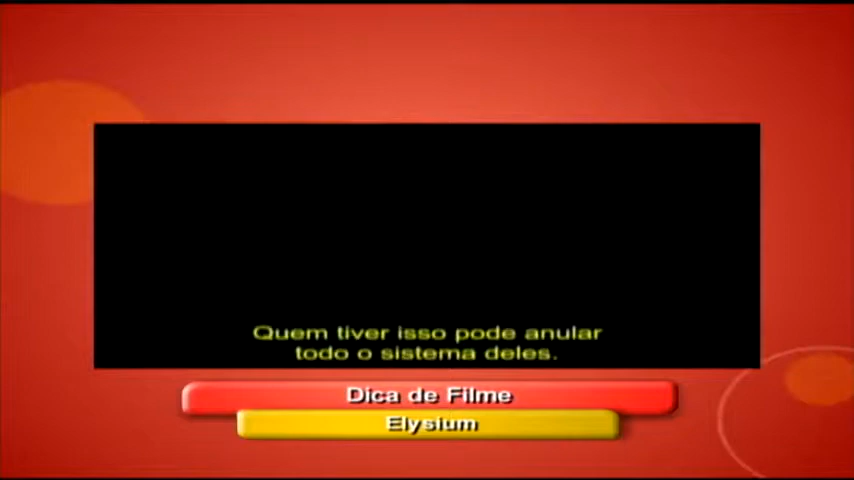 Quem tiver isso pode anular
todo o sistema deles.
Dica de Filme
Elysium